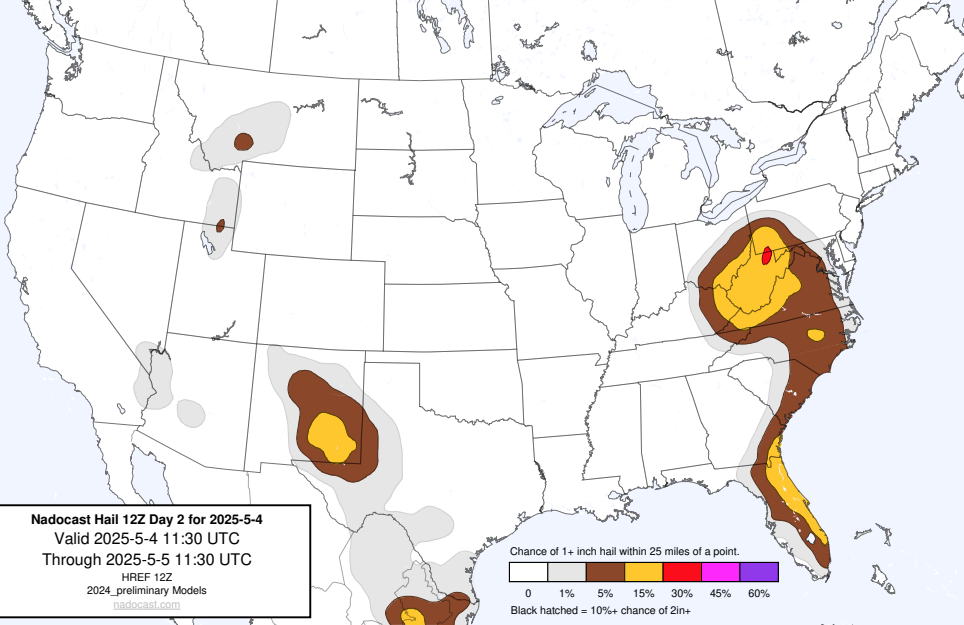 Nadocast Hail 12Z Day 2 for 2025-5-4
Valid 2025-5-4 11:30 UTC
Through 2025-5-5 11:30 UTC
HREF 12Z
2024_preliminary Models
nadocast.com
Chance of 1+ inch hail within 25 miles of a point.
0 1% 5% 15% 30% 45% 60%
Black hatched = 10%+ chance of 2in+